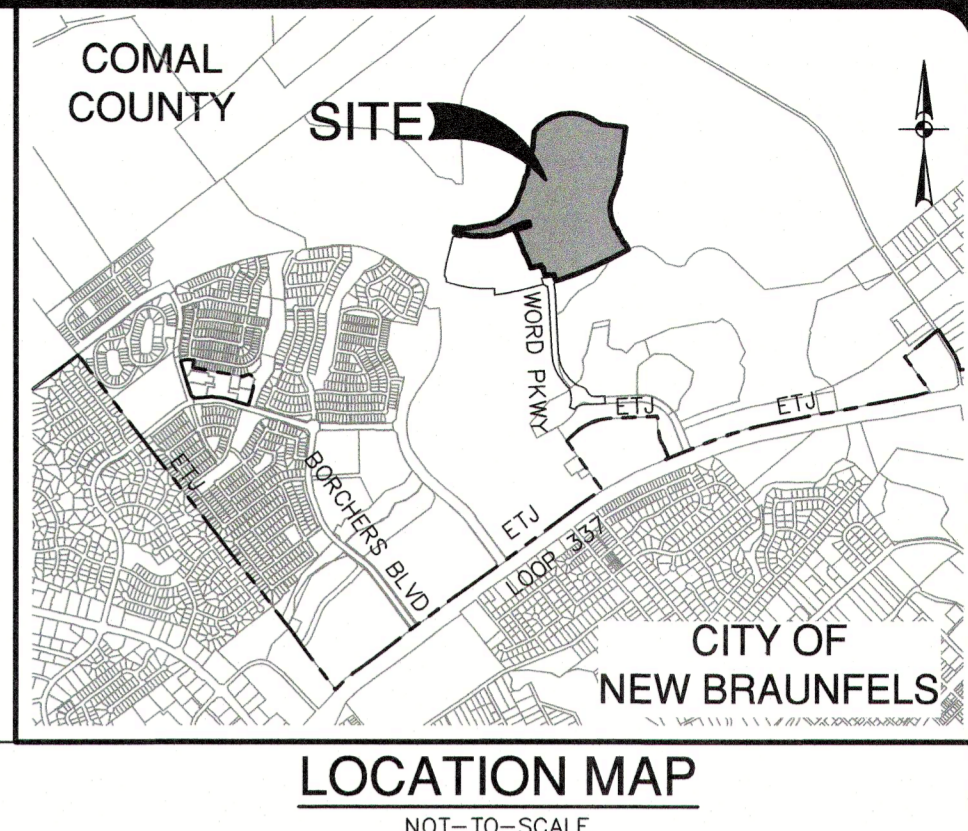 COMAL
COUNTY
SITE
WORD PKWY
ETJ
ETJ
ETJ
BORCHERS BLVD
ETJ
LOOP 337
CITY OF
NEW BRAUNFELS
LOCATION MAP
NOT-TO-SCALE